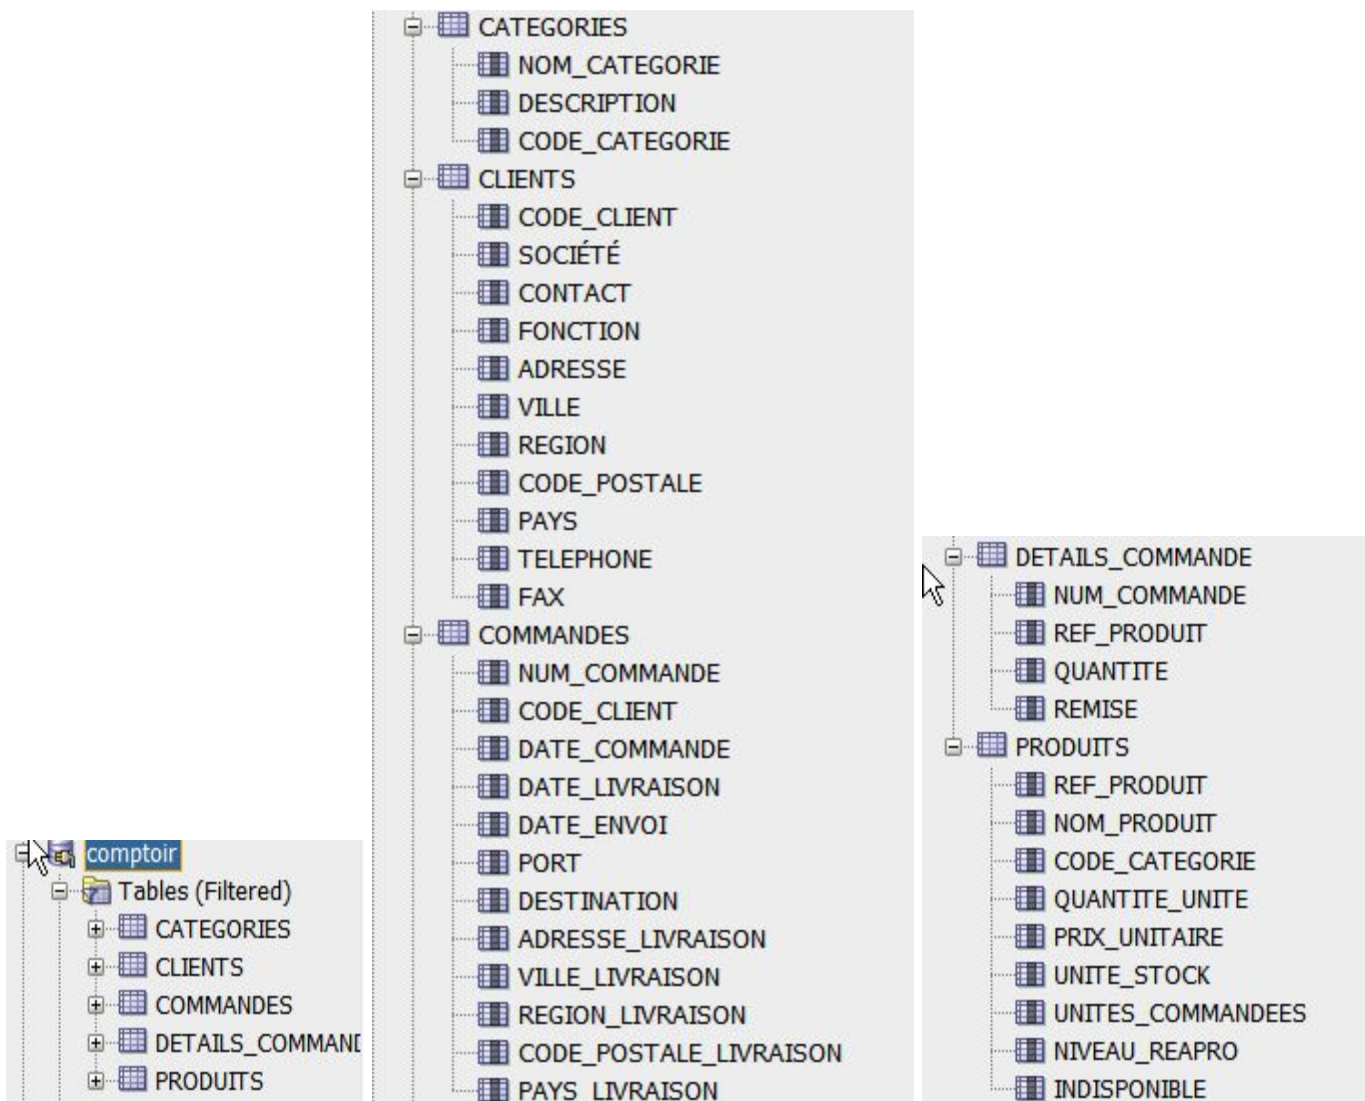 comptoir
Tables (Filtered)
CATEGORIES
CLIENTS
COMMANDES
DETAILS_COMMAND
PRODUITS
CATEGORIES
NOM_CATEGORIE
DESCRIPTION
CODE_CATEGORIE
CLIENTS
CODE_CLIENT
SOCIÉTÉ
CONTACT
FONCTION
ADRESSE
VILLE
REGION
CODE_POSTALE
PAYS
TELEPHONE
FAX
COMMANDES
NUM_COMMANDE
CODE_CLIENT
DATE_COMMANDE
DATE_LIVRAISON
DATE_ENVOI
PORT
DESTINATION
ADRESSE_LIVRAISON
VILLE_LIVRAISON
REGION_LIVRAISON
CODE_POSTALE_LIVRAISON
PAYS_LIVRAISON
DETAILS_COMMANDE
NUM_COMMANDE
REF_PRODUIT
QUANTITE
REMISE
PRODUITS
REF_PRODUIT
NOM_PRODUIT
CODE_CATEGORIE
QUANTITE_UNITE
PRIX_UNITAIRE
UNITE_STOCK
UNITES_COMMANDEES
NIVEAU_REAPRO
INDISPONIBLE